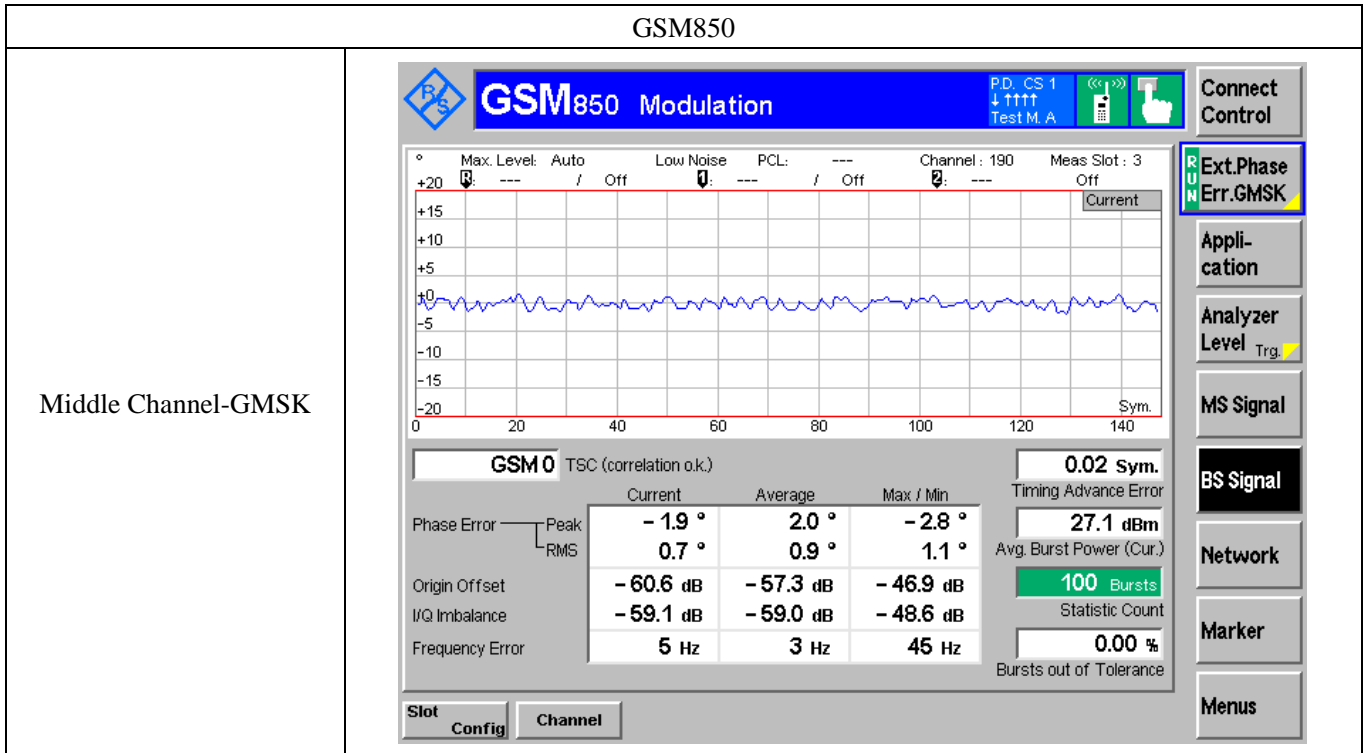 GSM850
Middle Channel-GMSK
R&S
GSM850 Modulation
P.D. CS 1
↓ ↑↑↑↑
Test M. A
Connect
Control
° Max. Level: Auto Low Noise PCL: --- Channel : 190 Meas Slot : 3
R: --- / Off 1: --- / Off 2: --- Off
RUN
Ext.Phase
Err.GMSK
Current
+20
+15
+10
+5
±0
-5
-10
-15
-20
Sym.
0 20 40 60 80 100 120 140
Appli-
cation
Analyzer
Level Trg.
MS Signal
GSM 0 TSC (correlation o.k.)
0.02 Sym.
Timing Advance Error
BS Signal
Current Average Max / Min
Phase Error Peak – 1.9 ° 2.0 ° – 2.8 °
RMS 0.7 ° 0.9 ° 1.1 °
27.1 dBm
Avg. Burst Power (Cur.)
Network
Origin Offset – 60.6 dB – 57.3 dB – 46.9 dB
100 Bursts
Statistic Count
I/Q Imbalance – 59.1 dB – 59.0 dB – 48.6 dB
Frequency Error 5 Hz 3 Hz 45 Hz
0.00 %
Bursts out of Tolerance
Marker
Slot
Config
Channel
Menus